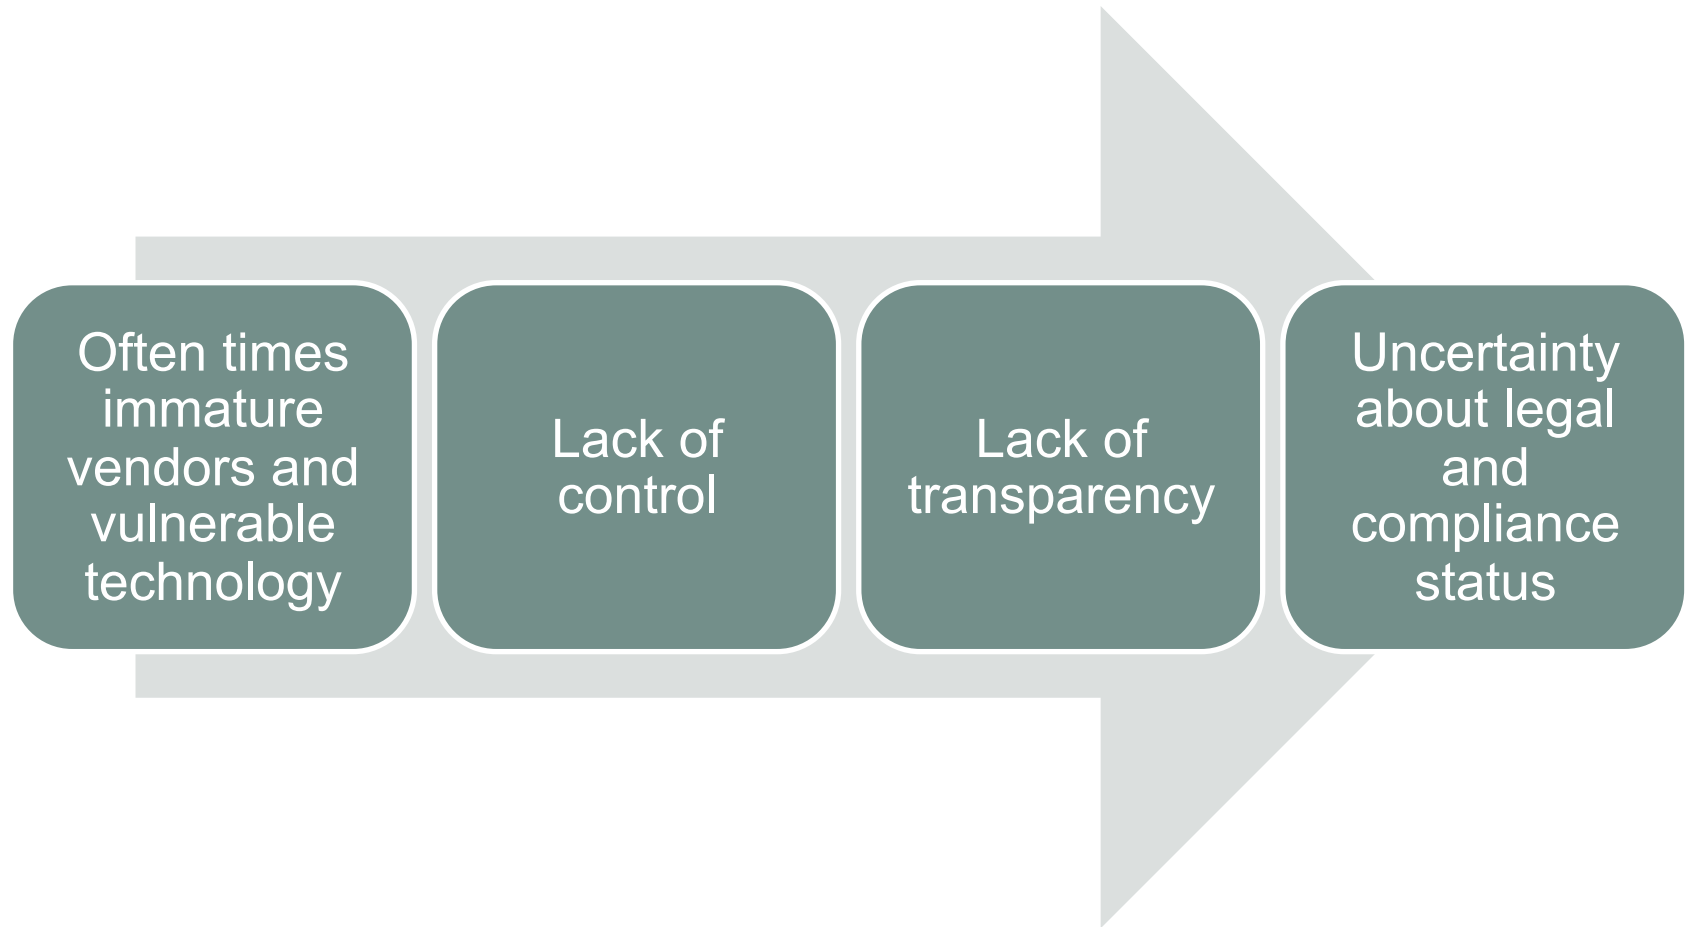 Often times
immature
vendors and
vulnerable
technology
Lack of
control
Lack of
transparency
Uncertainty
about legal
and
compliance
status